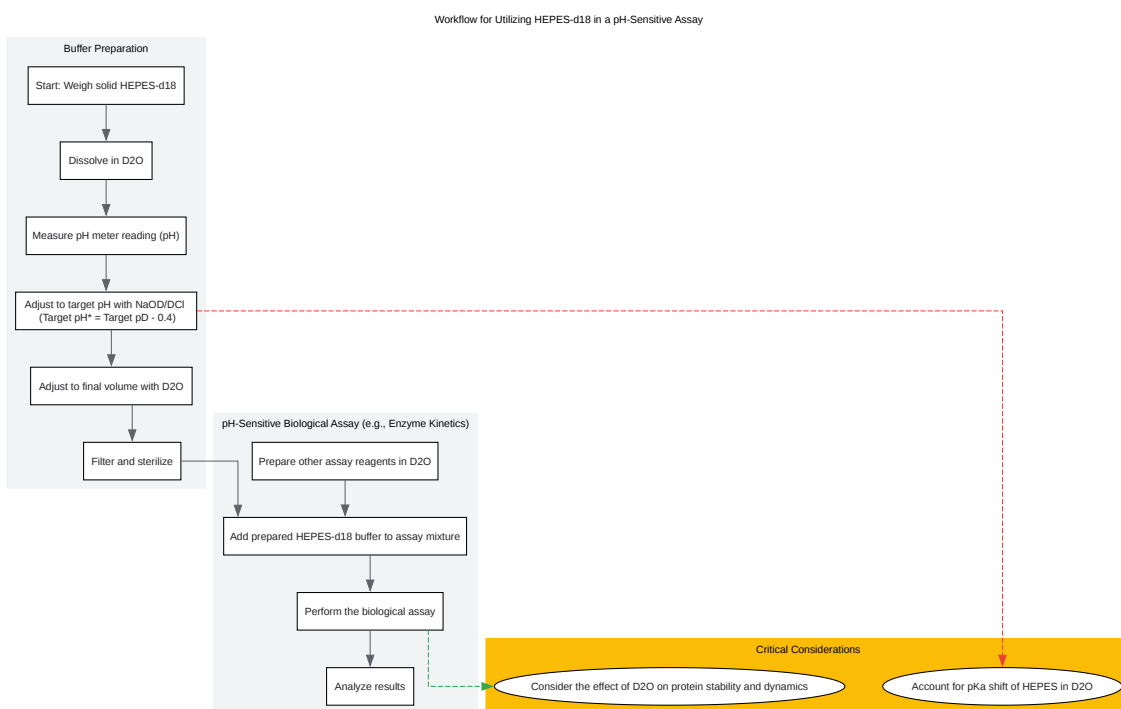 Workflow for Utilizing HEPES-d18 in a pH-Sensitive Assay
Buffer Preparation
Start: Weigh solid HEPES-d18
Dissolve in D2O
Measure pH meter reading (pH)
Adjust to target pH with NaOD/DCl
(Target pH* = Target pD - 0.4)
Adjust to final volume with D2O
Filter and sterilize
pH-Sensitive Biological Assay (e.g., Enzyme Kinetics)
Prepare other assay reagents in D2O
Add prepared HEPES-d18 buffer to assay mixture
Perform the biological assay
Analyze results
Critical Considerations
Consider the effect of D2O on protein stability and dynamics
Account for pKa shift of HEPES in D2O